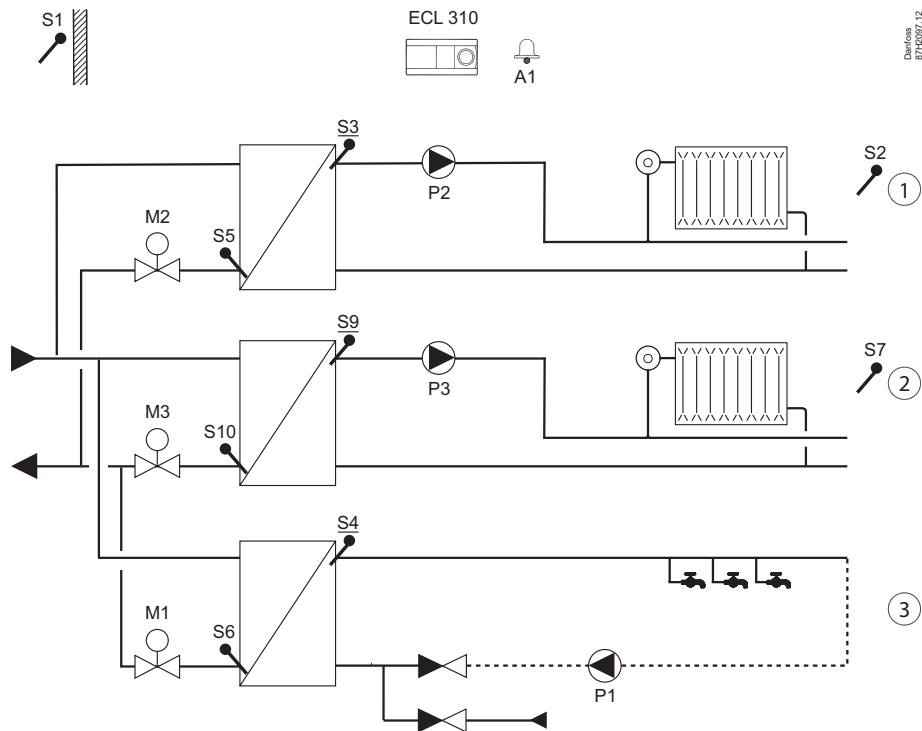 S1
ECL 310
A1
Danfoss
87H2097.12
S3
P2
S2
1
M2
S5
S9
P3
S7
2
M3
S10
S4
3
M1
S6
P1